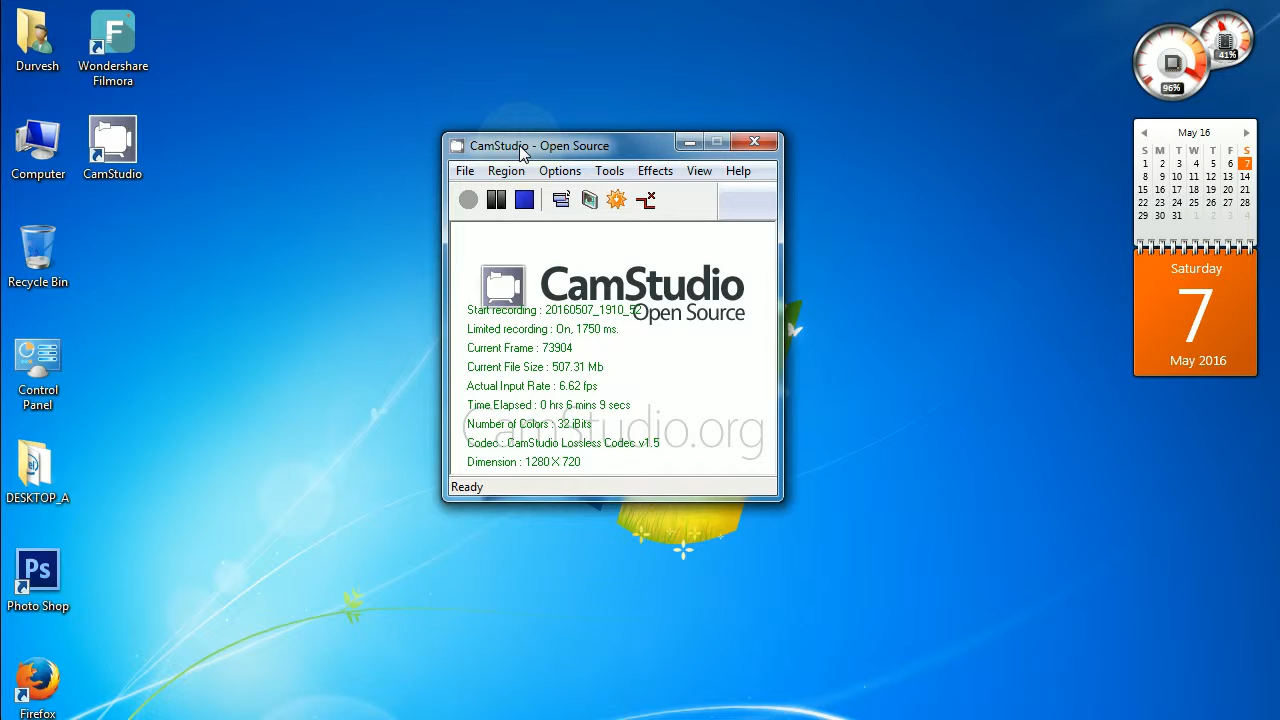 Durvesh
Wondershare
Filmora
Computer
CamStudio
Recycle Bin
Control
Panel
DESKTOP_A
Ps
Photo Shop
Firefox
CamStudio - Open Source
File Region Options Tools Effects View Help
CamStudio
Open Source
Start recording : 20160507_1910_52
Limited recording : On, 1750 ms.
Current Frame : 73904
Current File Size : 507.31 Mb
Actual Input Rate : 6.62 fps
Time Elapsed : 0 hrs 6 mins 9 secs
Number of Colors : 32 iBits
Codec : CamStudio Lossless Codec v1.5
Dimension : 1280 X 720
CamStudio.org
Ready
41%
96%
May 16
S M T W T F S
1 2 3 4 5 6 7
8 9 10 11 12 13 14
15 16 17 18 19 20 21
22 23 24 25 26 27 28
29 30 31 1 2 3 4
Saturday
7
May 2016